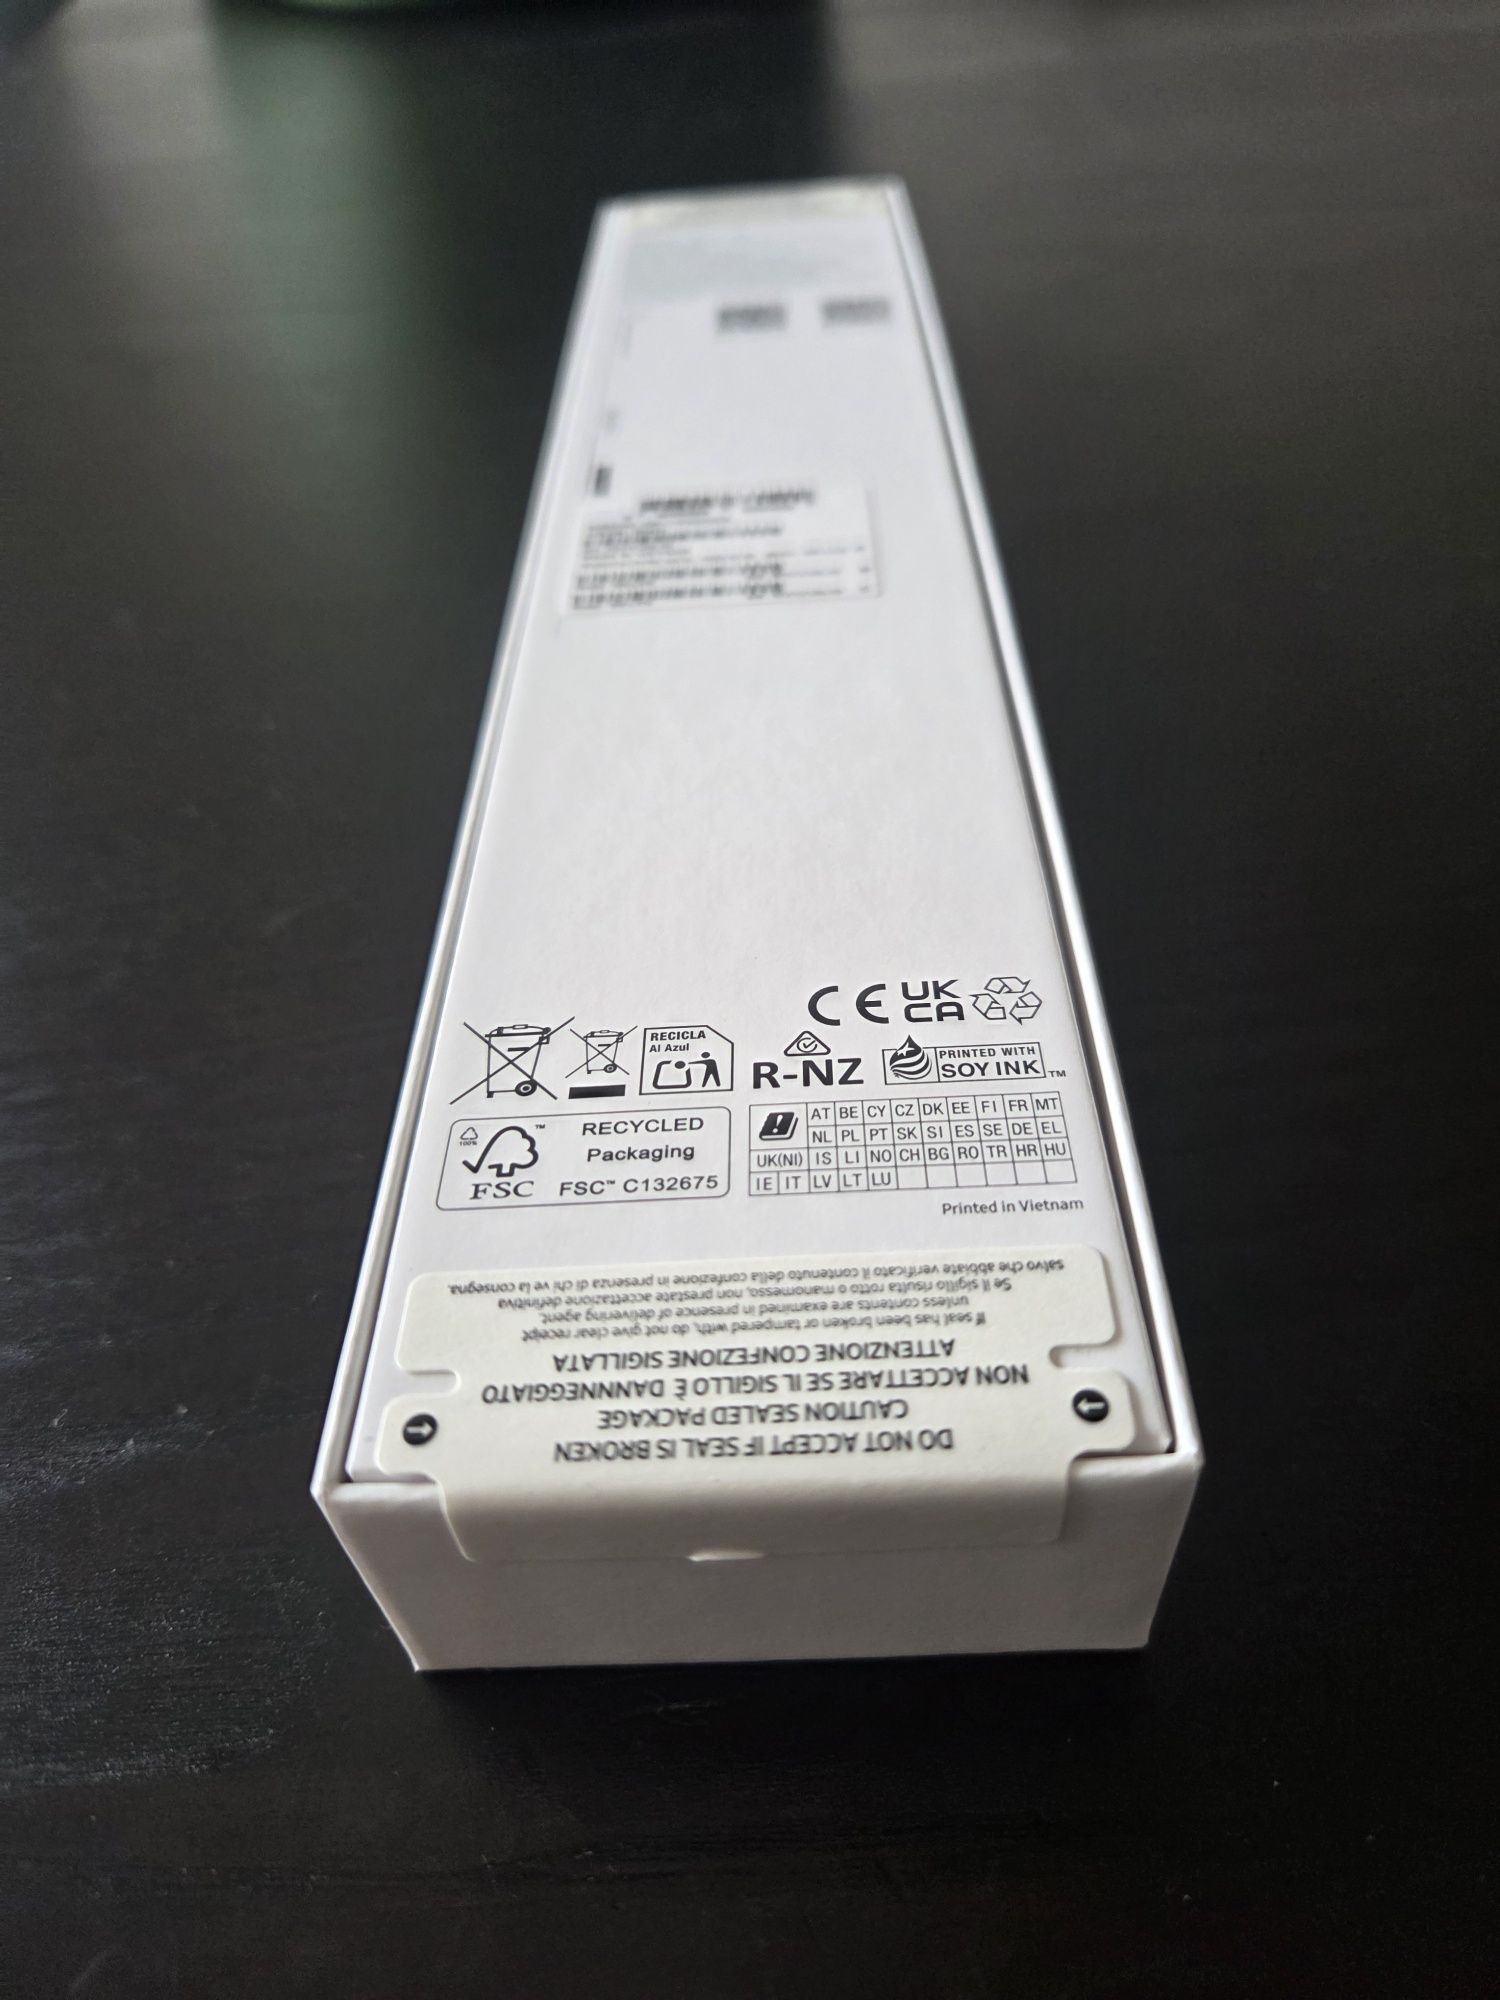 CE UK CA
RECICLA
Al Azul
R-NZ
PRINTED WITH
SOY INK™
100%
™
FSC
RECYCLED
Packaging
FSC™ C132675
AT BE CY CZ DK EE FI FR MT
NL PL PT SK SI ES SE DE EL
UK(NI) IS LI NO CH BG RO TR HR HU
IE IT LV LT LU
Printed in Vietnam
DO NOT ACCEPT IF SEAL IS BROKEN
CAUTION SEALED PACKAGE
NON ACCETTARE SE IL SIGILLO È DANNNEGGIATO
ATTENZIONE CONFEZIONE SIGILLATA
If seal has been broken or tampered with, do not give clear receipt
unless contents are examined in presence of delivering agent.
Se il sigillo risulta rotto o manomesso, non prestate accettazione definitiva
salvo che abbiate verificato il contenuto della confezione in presenza di chi ve la consegna.